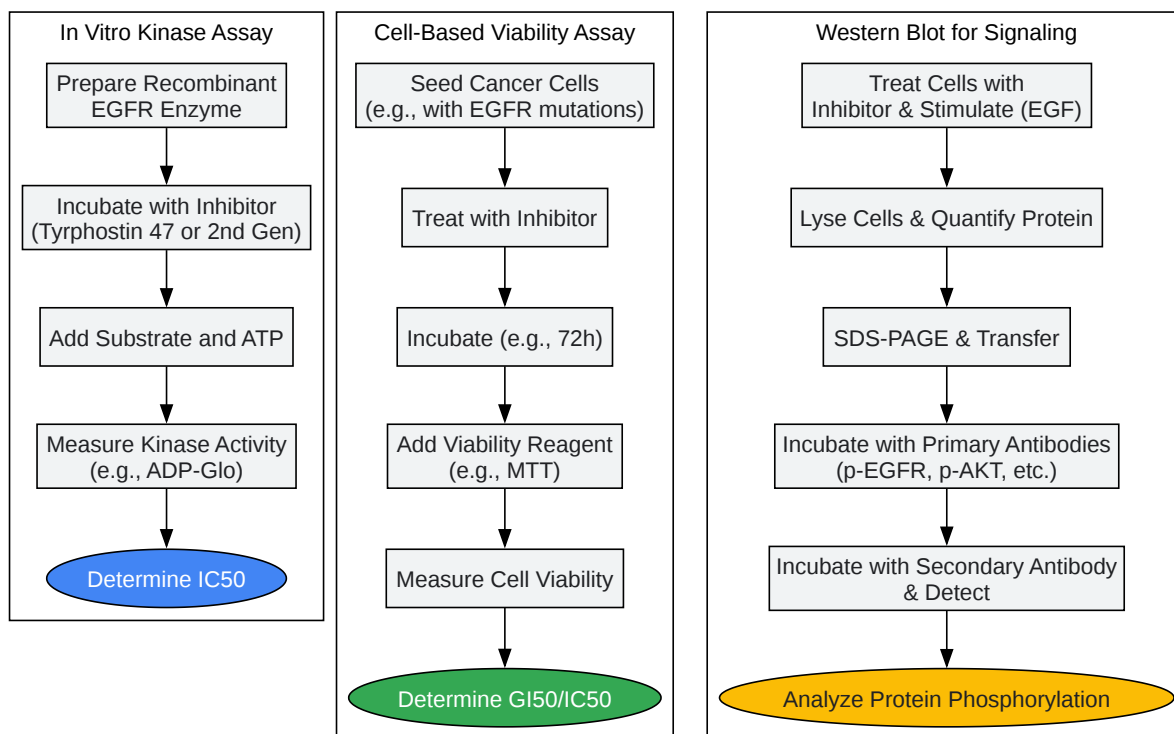 In Vitro Kinase Assay
Prepare Recombinant
EGFR Enzyme
Incubate with Inhibitor
(Tyrphostin 47 or 2nd Gen)
Add Substrate and ATP
Measure Kinase Activity
(e.g., ADP-Glo)
Determine IC50
Cell-Based Viability Assay
Seed Cancer Cells
(e.g., with EGFR mutations)
Treat with Inhibitor
Incubate (e.g., 72h)
Add Viability Reagent
(e.g., MTT)
Measure Cell Viability
Determine GI50/IC50
Western Blot for Signaling
Treat Cells with
Inhibitor & Stimulate (EGF)
Lyse Cells & Quantify Protein
SDS-PAGE & Transfer
Incubate with Primary Antibodies
(p-EGFR, p-AKT, etc.)
Incubate with Secondary Antibody
& Detect
Analyze Protein Phosphorylation